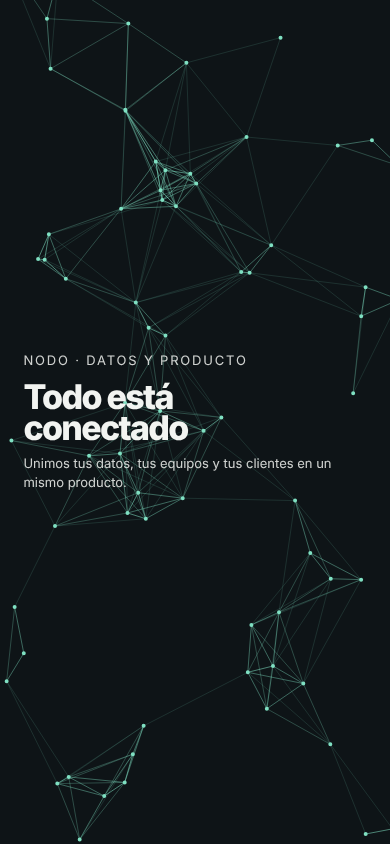 NODO · DATOS Y PRODUCTO
Todo está
conectado
Unimos tus datos, tus equipos y tus clientes en un
mismo producto.